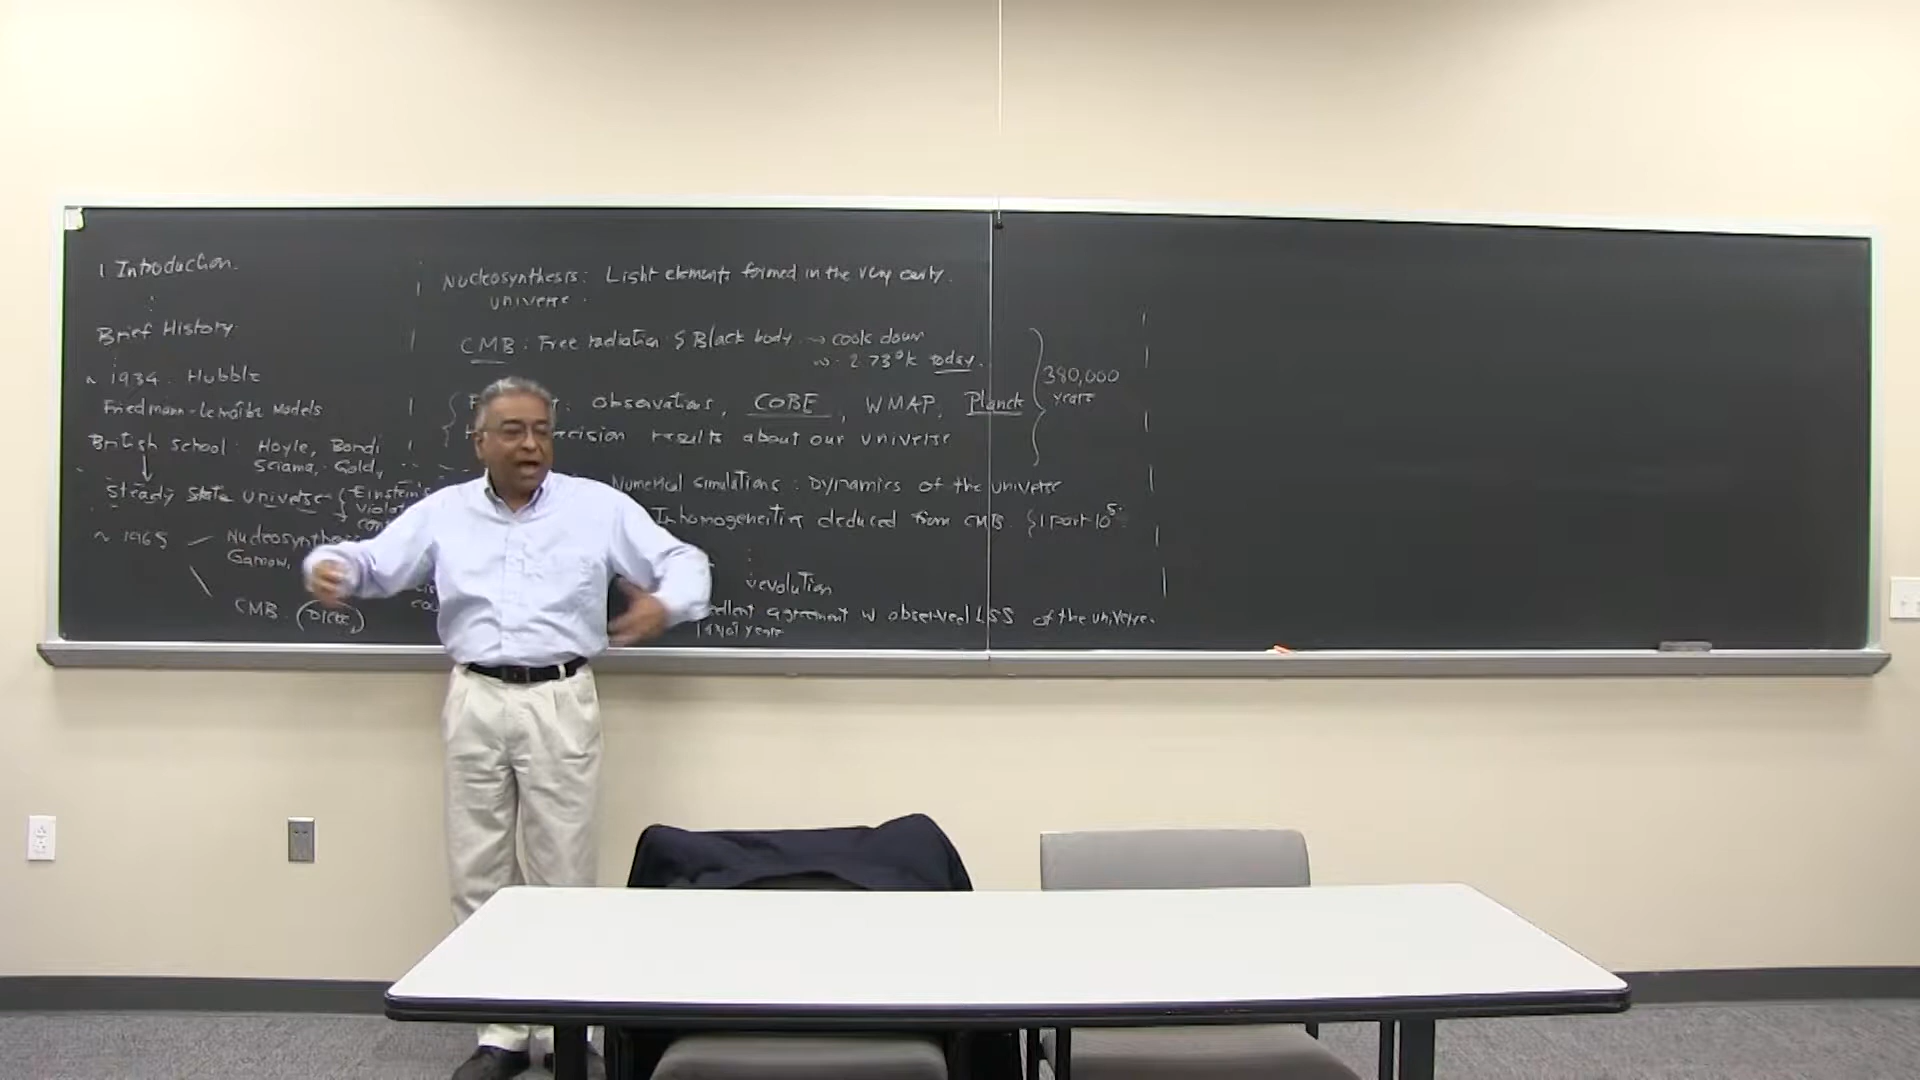 1 Introduction.
Brief History
~ 1934. Hubble
Friedmann-Lemaître Models
British School: Hoyle, Bondi
Sciama, Gold,
Steady State Universe - { Einstein's
~ 1965 - Nucleosynthesis
Gamow,
CMB. (Dicke,)
Nucleosynthesis: Light elements formed in the very early
universe.
CMB: Free radiation Black body → cools down
~ 2.73°K today.
observations, COBE, WMAP, Planck
precision results about our universe
380,000
years
Numerical simulations: Dynamics of the universe
Inhomogeneities deduced from CMB. { 1 part 10^5
evolution
agreement w observed LSS of the universe.
years